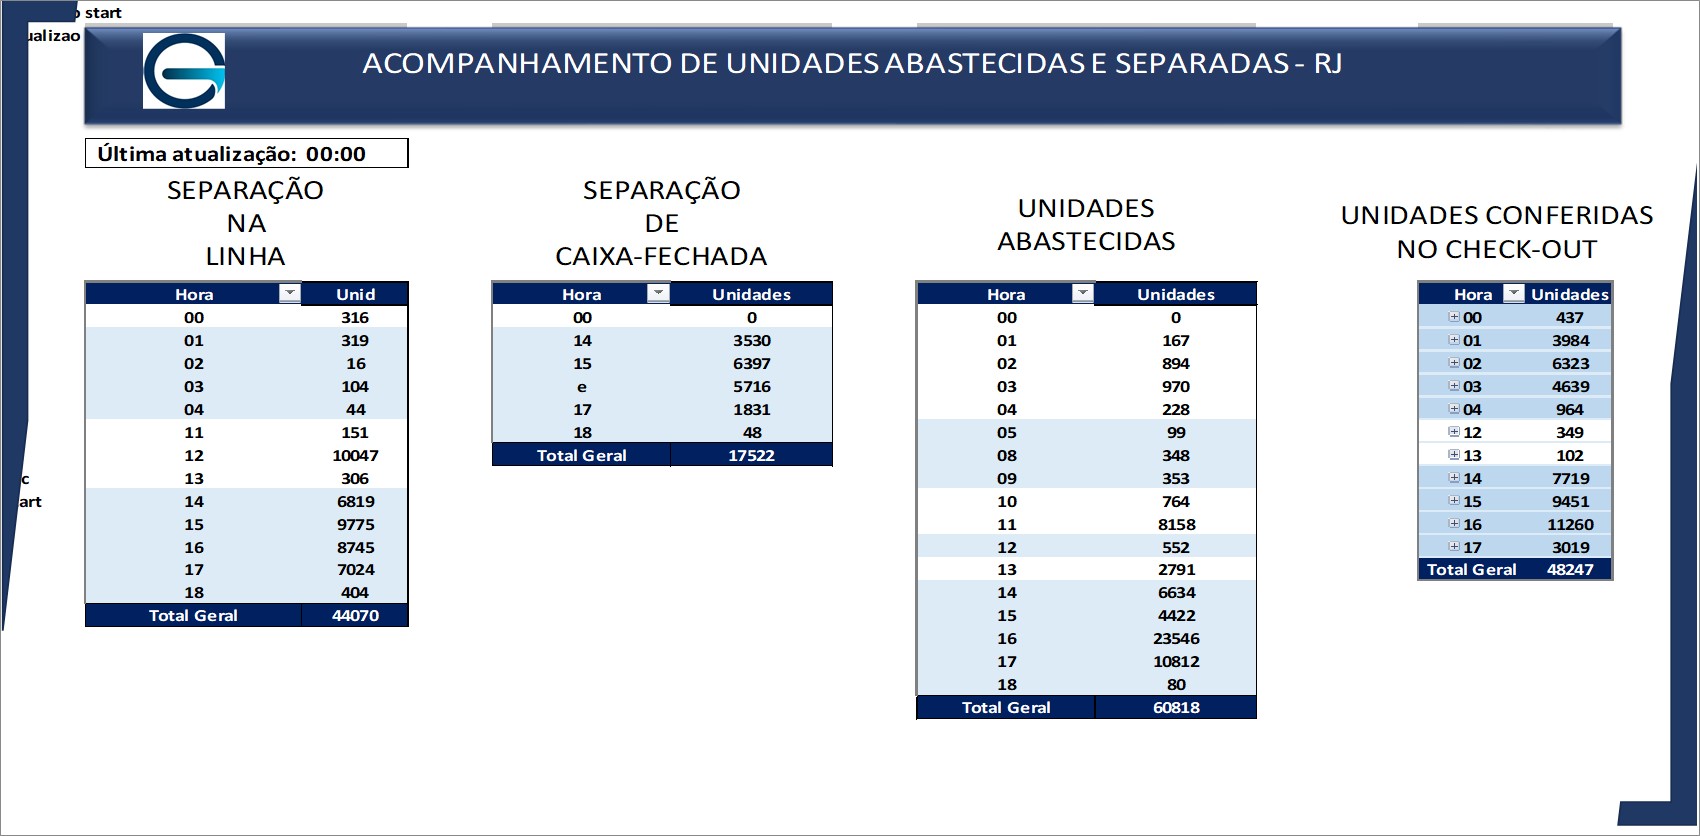 start
ualizao
ACOMPANHAMENTO DE UNIDADES ABASTECIDAS E SEPARADAS - RJ
Última atualização: 00:00
SEPARAÇÃO
NA
LINHA
Hora Unid
00 316
01 319
02 16
03 104
04 44
11 151
12 10047
13 306
14 6819
15 9775
16 8745
17 7024
18 404
Total Geral 44070
SEPARAÇÃO
DE
CAIXA-FECHADA
Hora Unidades
00 0
14 3530
15 6397
e 5716
17 1831
18 48
Total Geral 17522
UNIDADES
ABASTECIDAS
Hora Unidades
00 0
01 167
02 894
03 970
04 228
05 99
08 348
09 353
10 764
11 8158
12 552
13 2791
14 6634
15 4422
16 23546
17 10812
18 80
Total Geral 60818
UNIDADES CONFERIDAS
NO CHECK-OUT
Hora Unidades
00 437
01 3984
02 6323
03 4639
04 964
12 349
13 102
14 7719
15 9451
16 11260
17 3019
Total Geral 48247
c
art